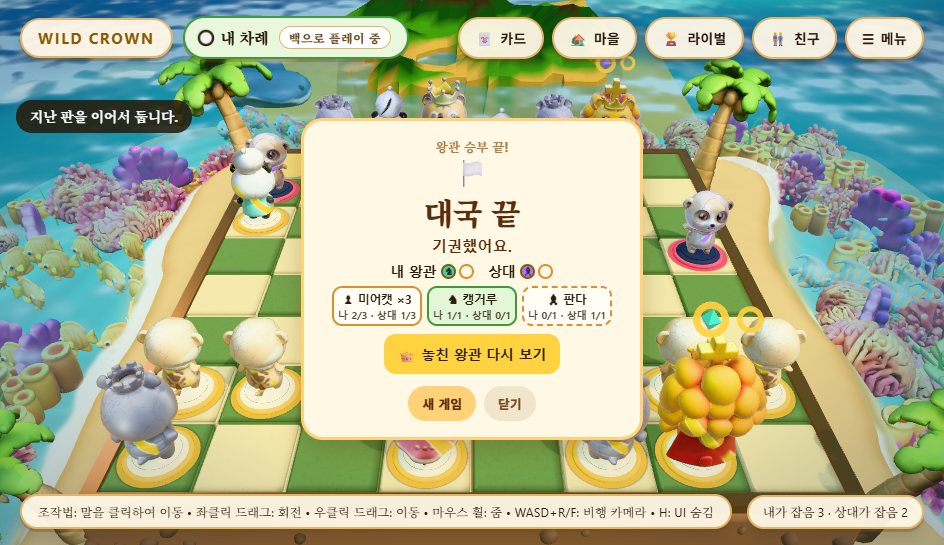 WILD CROWN
내 차례 백으로 플레이 중
카드
마을
라이벌
친구
☰ 메뉴
지난 판을 이어서 둡니다.
왕관 승부 끝!
대국 끝
기권했어요.
내 왕관 상대
미어캣 ×3
나 2/3 · 상대 1/3
캥거루
나 1/1 · 상대 0/1
판다
나 0/1 · 상대 1/1
놓친 왕관 다시 보기
새 게임
닫기
조작법: 말을 클릭하여 이동 • 좌클릭 드래그: 회전 • 우클릭 드래그: 이동 • 마우스 휠: 줌 • WASD+R/F: 비행 카메라 • H: UI 숨김
내가 잡음 3 · 상대가 잡음 2